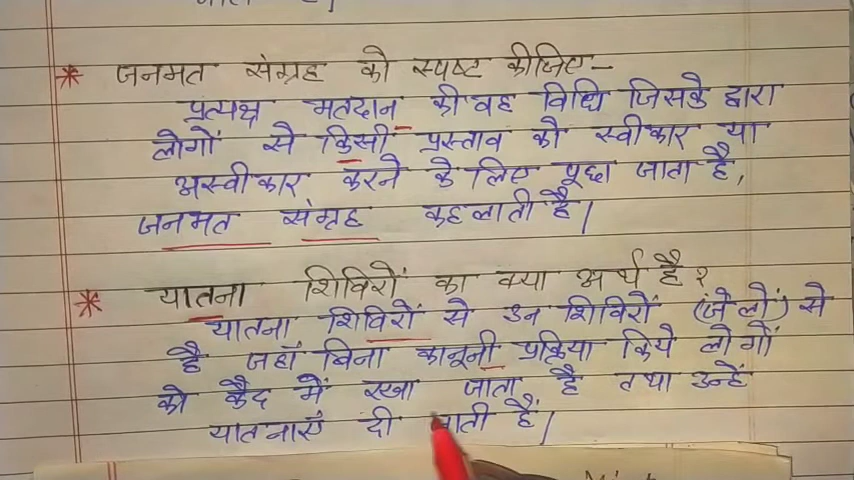 * जनमत संग्रह को स्पष्ट कीजिए-
प्रत्यक्ष मतदान की वह विधि जिसके द्वारा
लोगों से किसी प्रस्ताव को स्वीकार या
अस्वीकार करने के लिए पूछा जाता है,
जनमत संग्रह कहलाती है।
* यातना शिविरों का क्या अर्थ है?
यातना शिविरों से उन शिविरों (जेलों) से
है जहां बिना कानूनी प्रक्रिया किये लोगों
को कैद में रखा जाता है तथा उन्हें
यातनाएं दी जाती हैं।